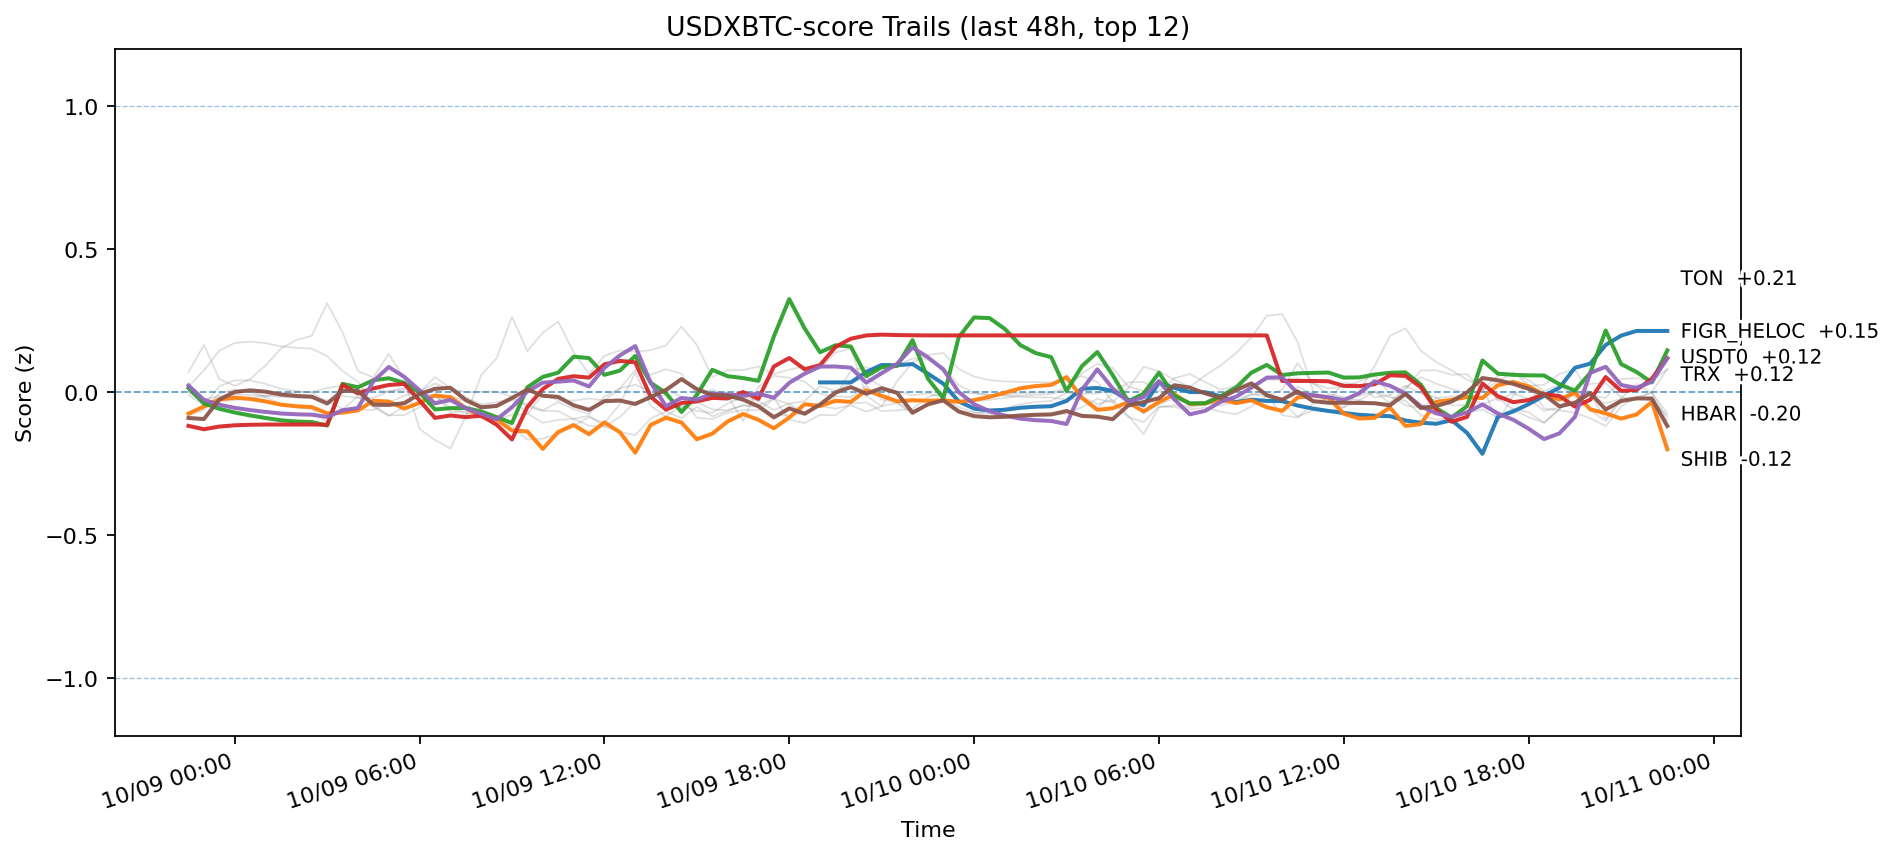 USDXBTC-score Trails (last 48h, top 12)
Score (z)
1.0
0.5
0.0
−0.5
−1.0
TON +0.21
FIGR_HELOC +0.15
USDT0 +0.12
TRX +0.12
HBAR -0.20
SHIB -0.12
10/09 00:00
10/09 06:00
10/09 12:00
10/09 18:00
10/10 00:00
10/10 06:00
10/10 12:00
10/10 18:00
10/11 00:00
Time